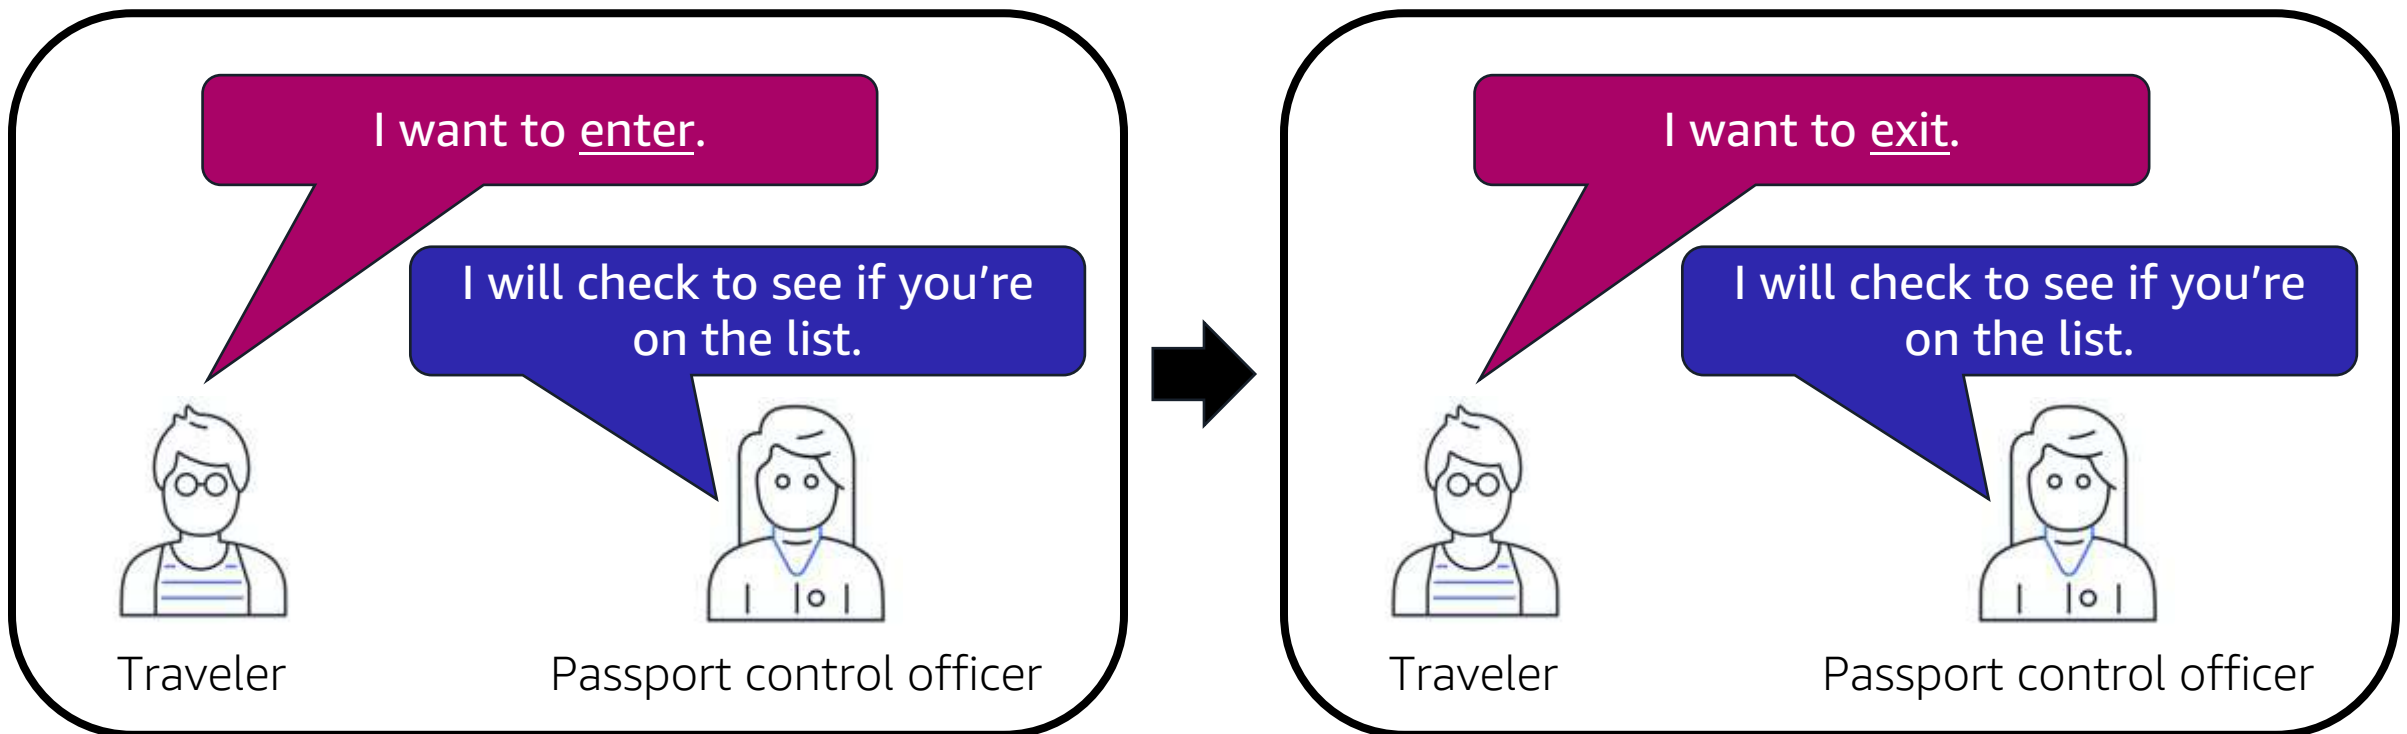 I want to enter.
I will check to see if you’re
on the list.
Traveler
Passport control officer
I want to exit.
I will check to see if you’re
on the list.
Traveler
Passport control officer